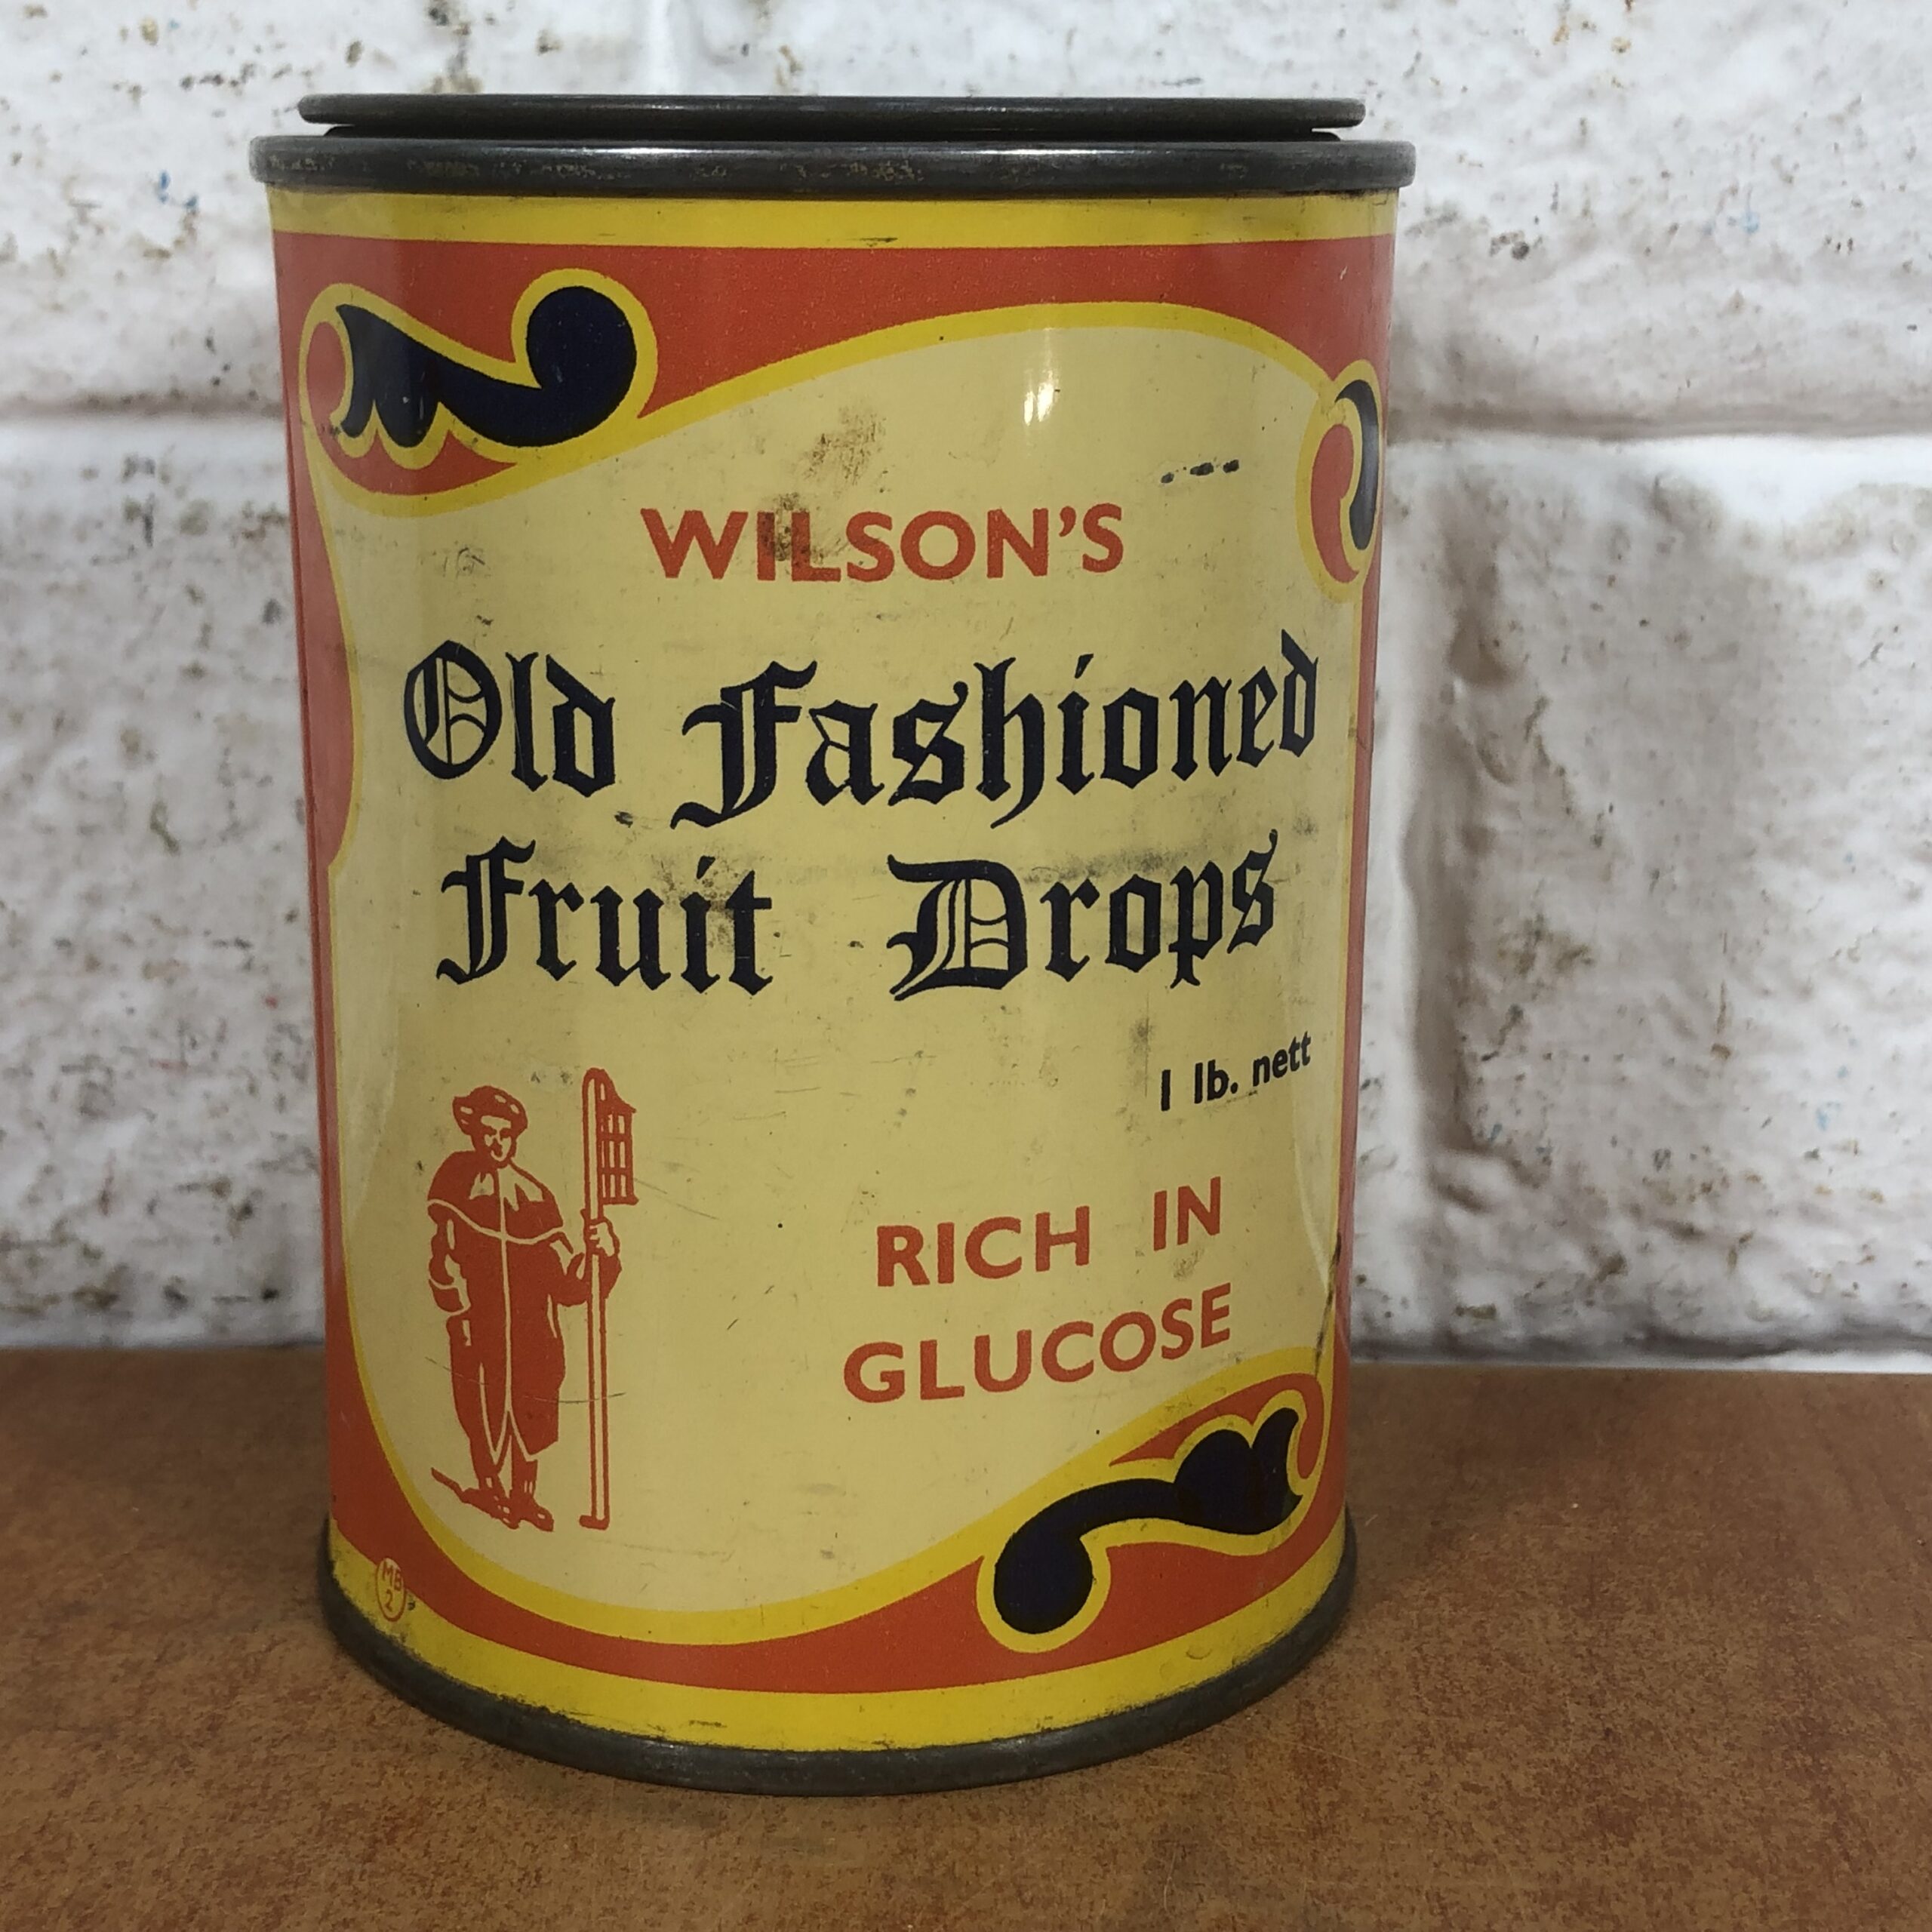 WILSON'S
Old Fashioned
Fruit Drops
1 lb. nett
RICH IN
GLUCOSE
MB
2